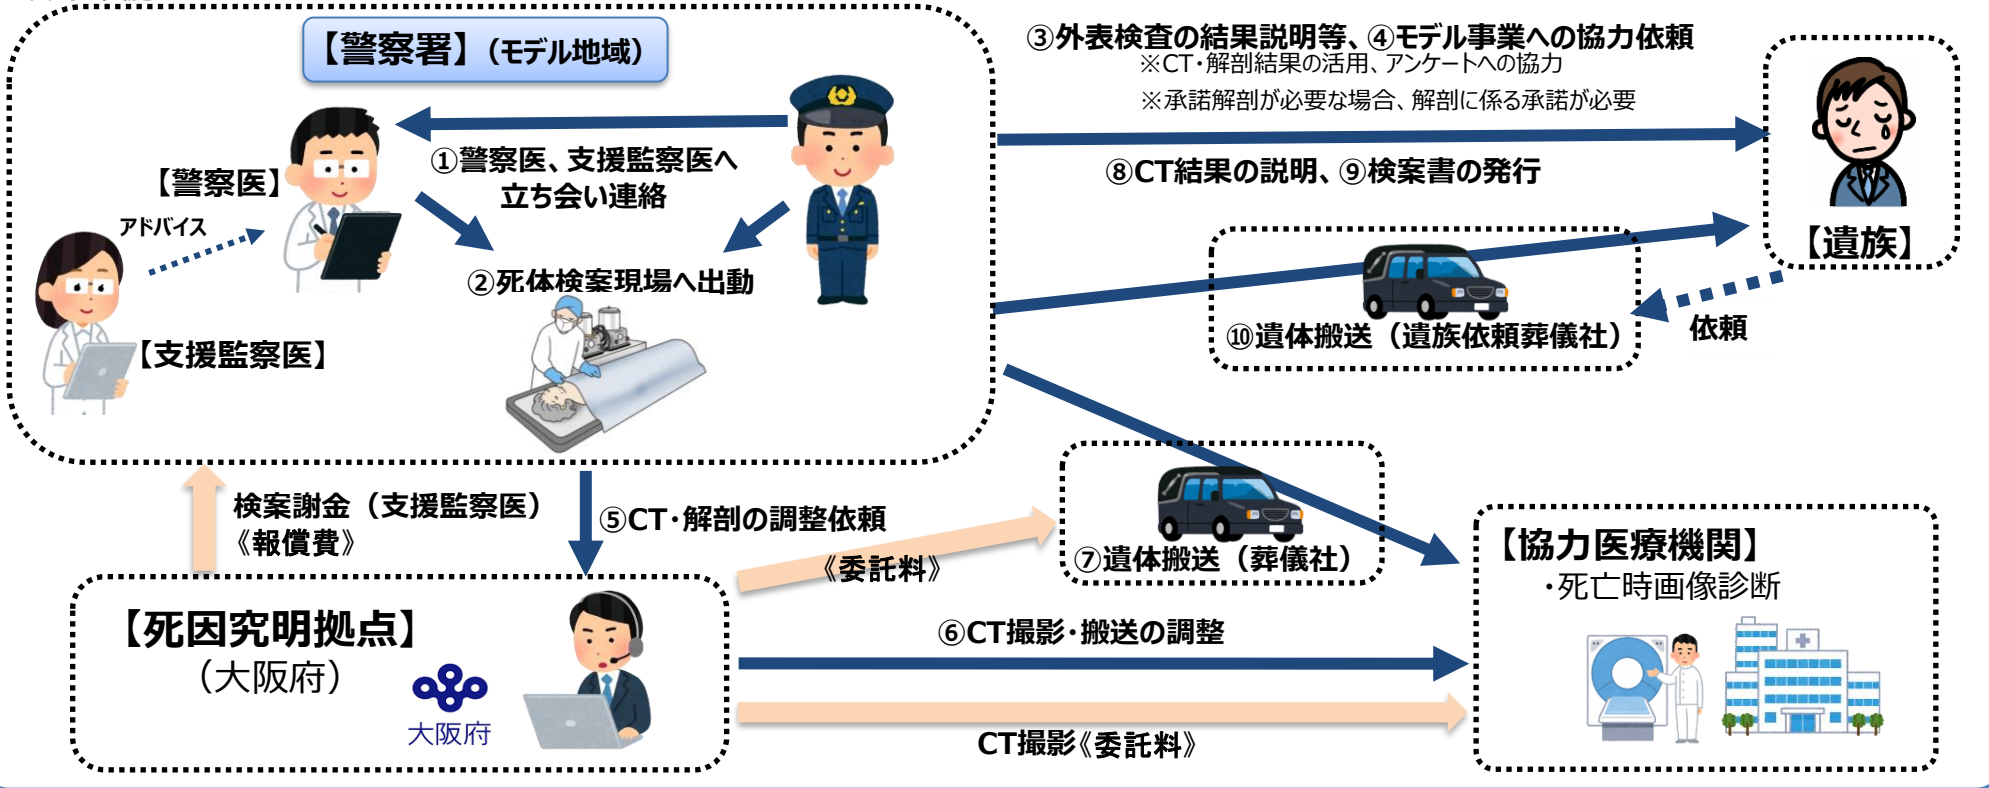 【警察署】（モデル地域）
③外表検査の結果説明等、④モデル事業への協力依頼
※CT・解剖結果の活用、アンケートへの協力
※承諾解剖が必要な場合、解剖に係る承諾が必要
①警察医、支援監察医へ
立ち会い連絡
【警察医】
アドバイス
⑧CT結果の説明、⑨検案書の発行
【遺族】
②死体検案現場へ出動
【支援監察医】
⑩遺体搬送（遺族依頼葬儀社）
依頼
検案謝金（支援監察医）
《報償費》
⑤CT・解剖の調整依頼
《委託料》
⑦遺体搬送（葬儀社）
【協力医療機関】
・死亡時画像診断
【死因究明拠点】
（大阪府）
大阪府
⑥CT撮影・搬送の調整
CT撮影《委託料》